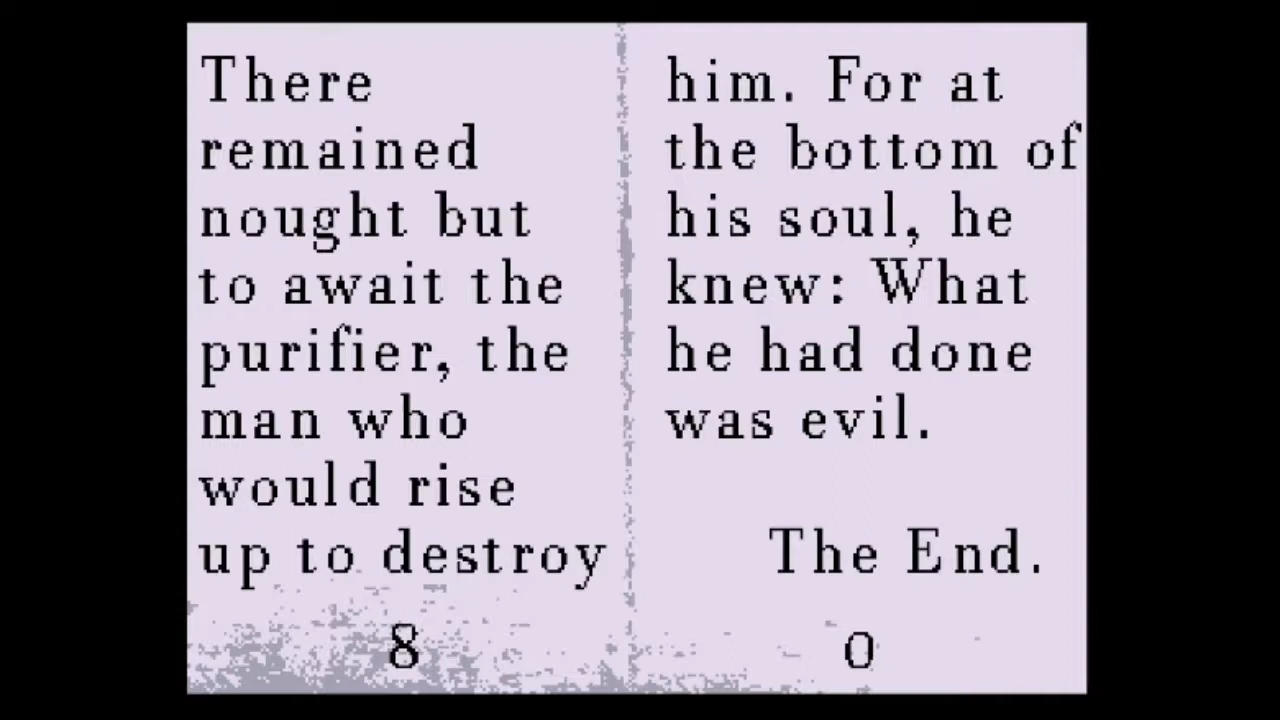 There
remained
nought but
to await the
purifier, the
man who
would rise
up to destroy
8
him. For at
the bottom of
his soul, he
knew: What
he had done
was evil.
The End.
0